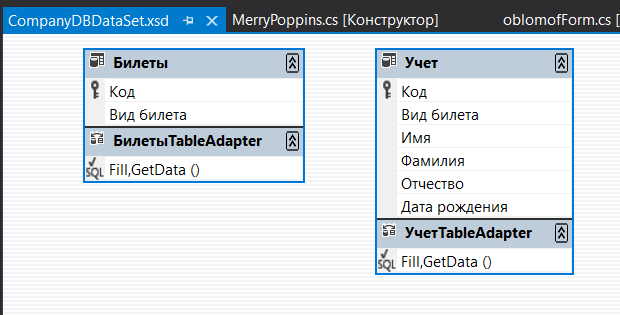 CompanyDBDataSet.xsd
MerryPoppins.cs [Конструктор]
oblomofForm.cs [
Билеты
Код
Вид билета
БилетыTableAdapter
SQL
Fill,GetData ()
Учет
Код
Вид билета
Имя
Фамилия
Отчество
Дата рождения
УчетTableAdapter
SQL
Fill,GetData ()